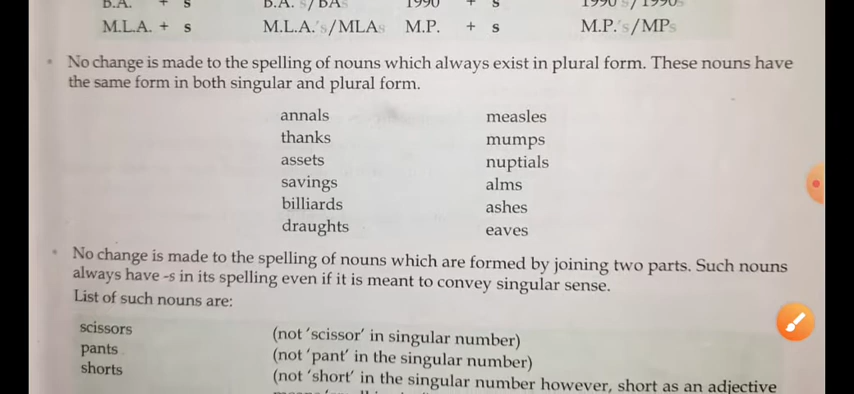 B.A. + s B.A.'s/BAs 1990 + s 1990's/1990s
M.L.A. + s M.L.A.'s/MLAs M.P. + s M.P.'s/MPs
• No change is made to the spelling of nouns which always exist in plural form. These nouns have
the same form in both singular and plural form.
annals measles
thanks mumps
assets nuptials
savings alms
billiards ashes
draughts eaves
• No change is made to the spelling of nouns which are formed by joining two parts. Such nouns
always have -s in its spelling even if it is meant to convey singular sense.
List of such nouns are:
scissors (not 'scissor' in singular number)
pants (not 'pant' in the singular number)
shorts (not 'short' in the singular number however, short as an adjective